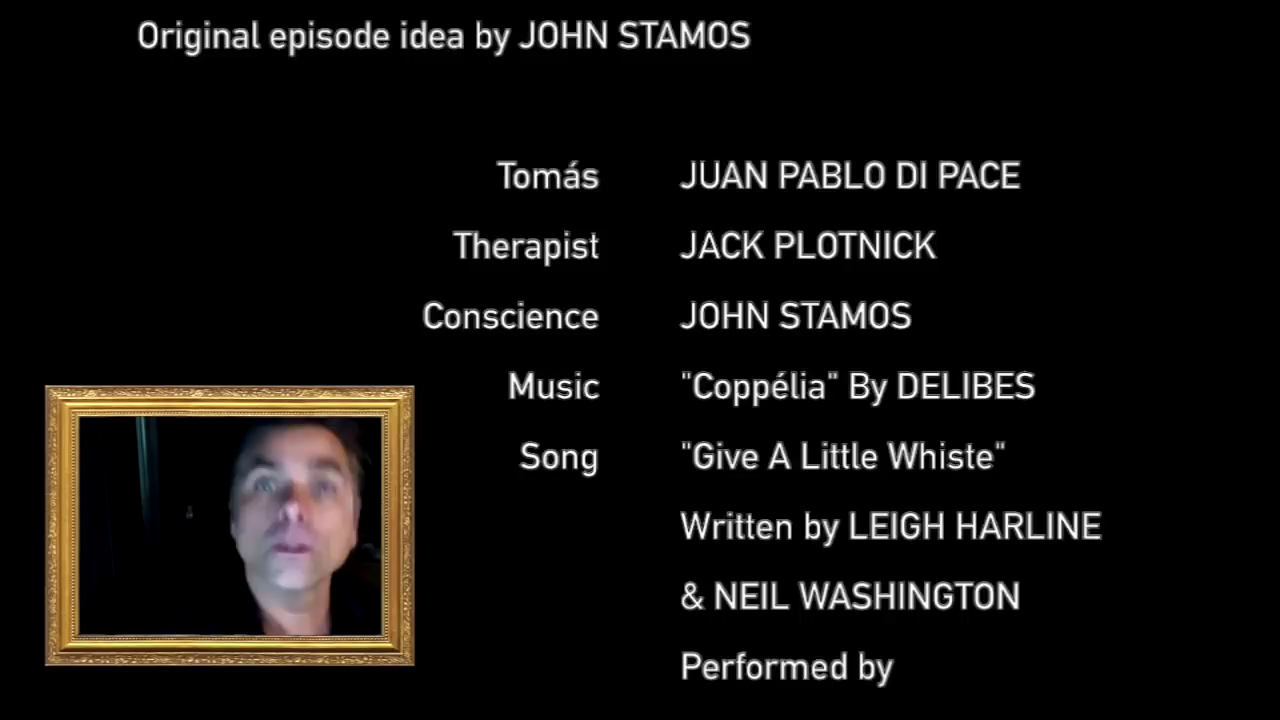 Original episode idea by JOHN STAMOS
Tomás JUAN PABLO DI PACE
Therapist JACK PLOTNICK
Conscience JOHN STAMOS
Music "Coppélia" By DELIBES
Song "Give A Little Whiste"
Written by LEIGH HARLINE
& NEIL WASHINGTON
Performed by